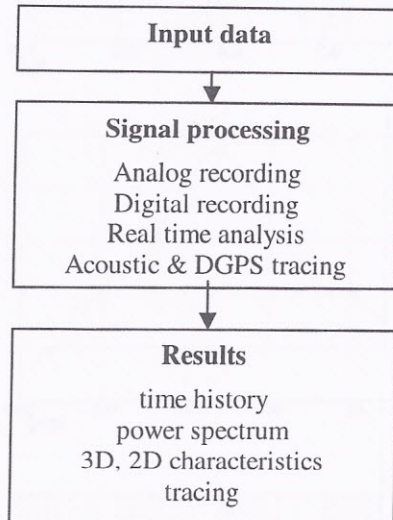 Input data
Signal processing
Analog recording
Digital recording
Real time analysis
Acoustic & DGPS tracing
Results
time history
power spectrum
3D, 2D characteristics
tracing